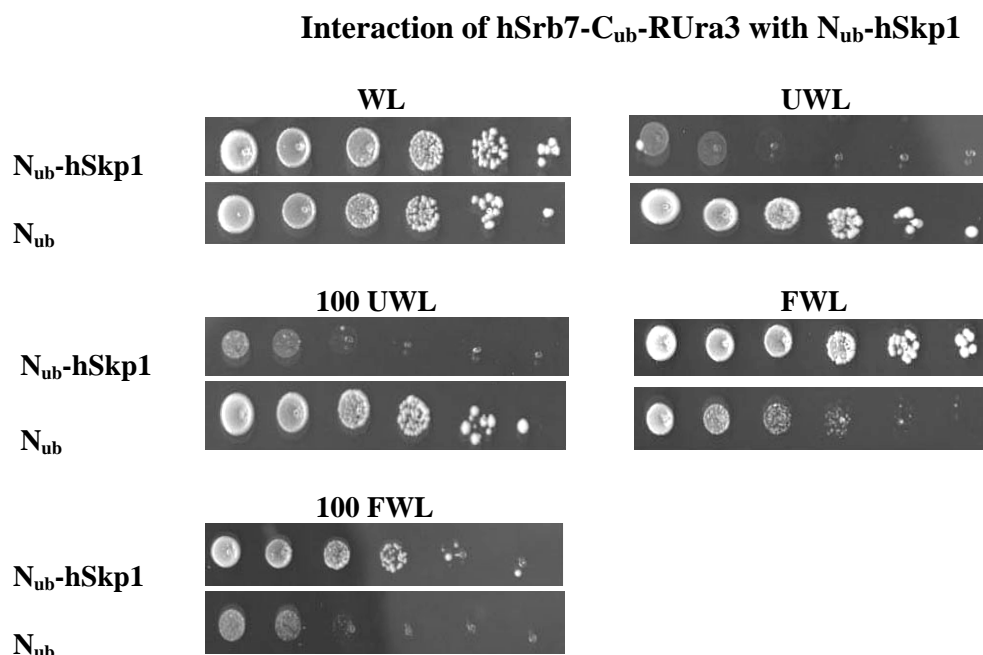 Interaction of hSrb7-Cub-RUra3 with Nub-hSkp1
WL UWL
Nub-hSkp1
Nub
100 UWL FWL
Nub-hSkp1
Nub
100 FWL
Nub-hSkp1
Nub